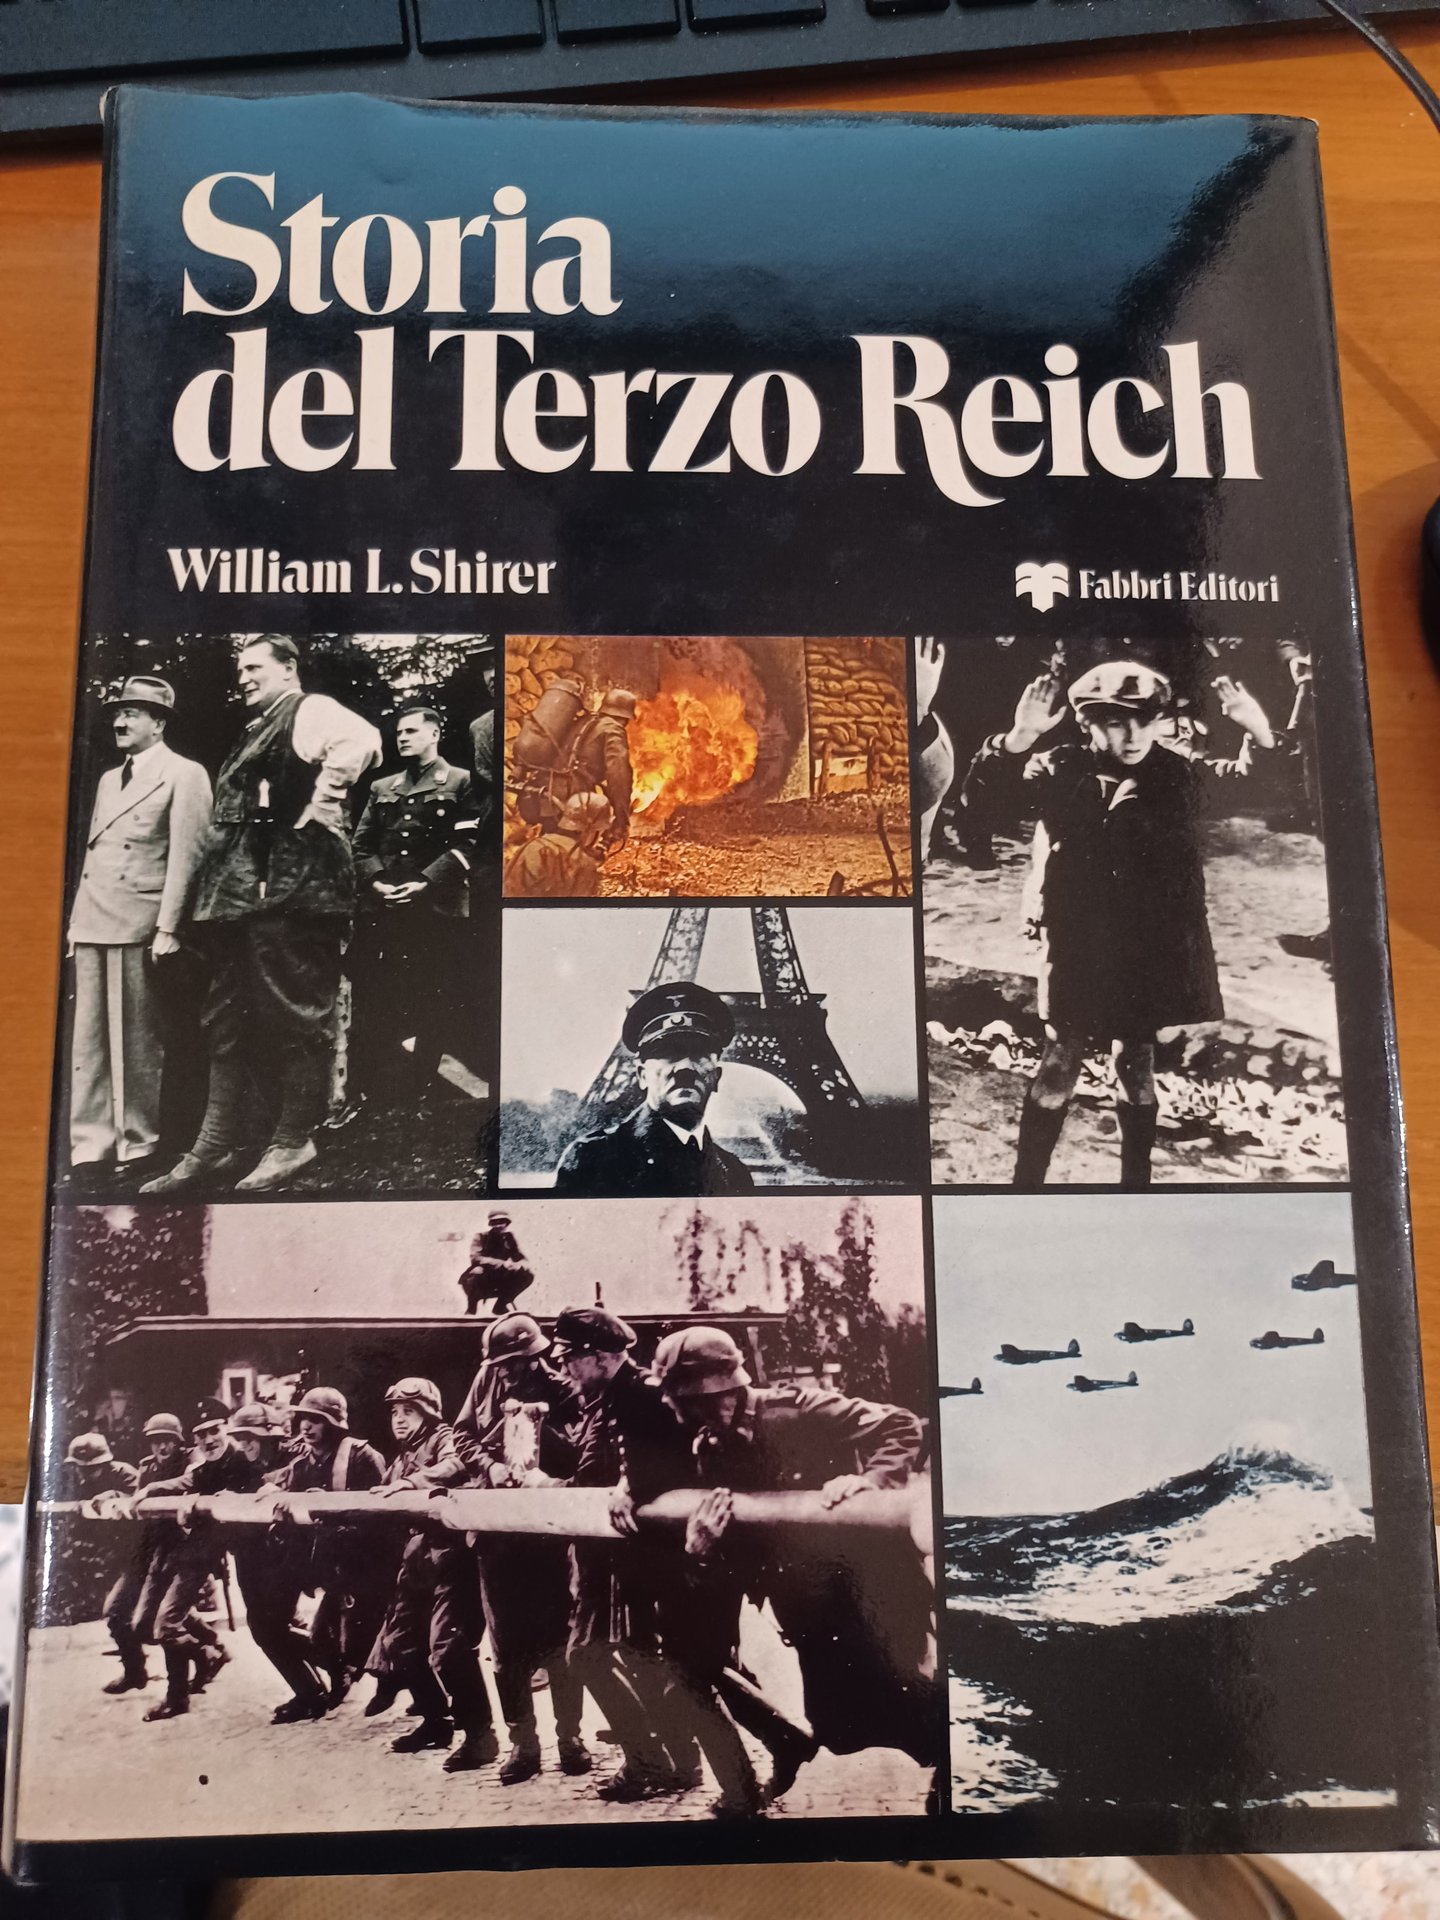 Storia
del Terzo Reich
William L. Shirer
Fabbri Editori